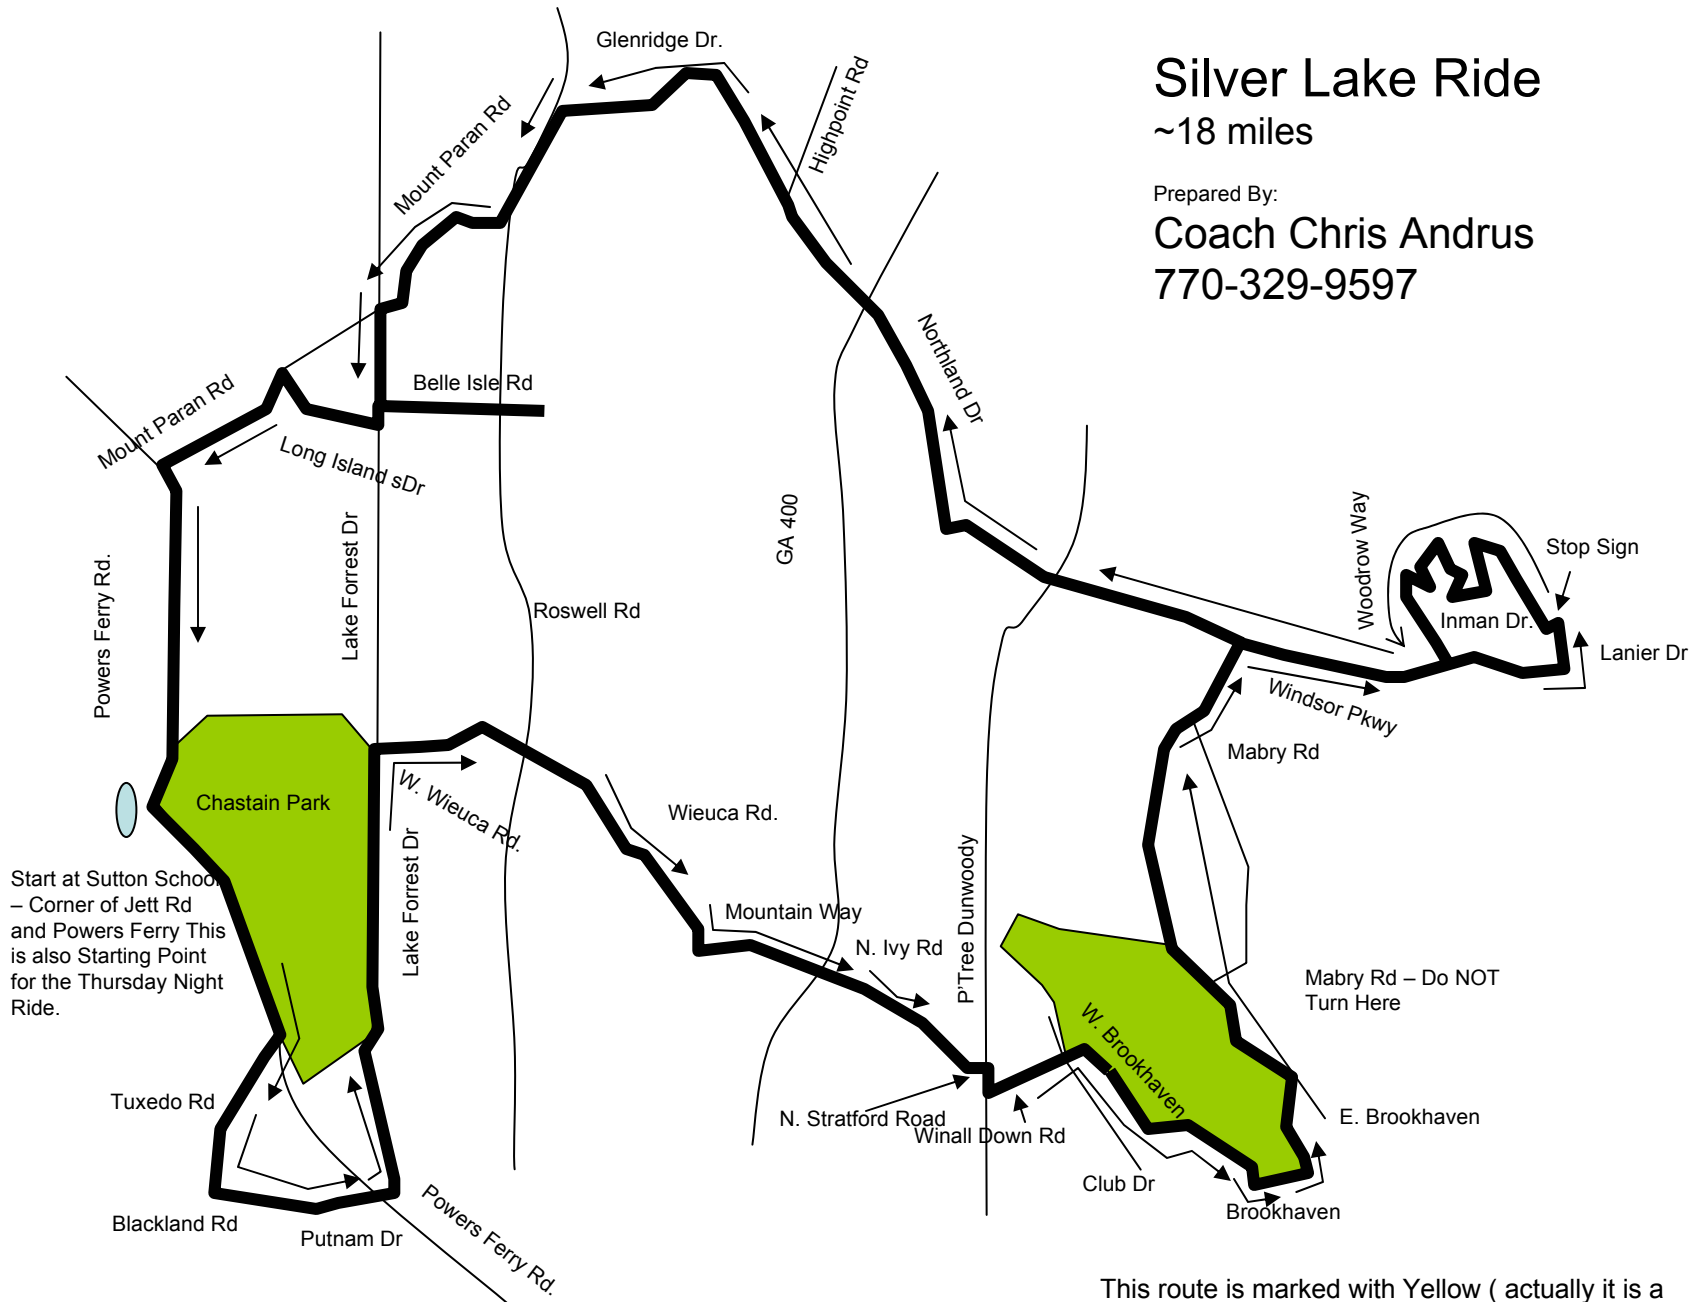 Silver Lake Ride
~18 miles
Prepared By:
Coach Chris Andrus
770-329-9597
Glenridge Dr.
Highpoint Rd
Mount Paran Rd
Northland Dr
Belle Isle Rd
Mount Paran Rd
Long Island sDr
Lake Forrest Dr
GA 400
Woodrow Way
Stop Sign
Inman Dr.
Lanier Dr
Powers Ferry Rd.
Roswell Rd
Windsor Pkwy
Mabry Rd
Chastain Park
W. Wieuca Rd.
Wieuca Rd.
Lake Forrest Dr
P'Tree Dunwoody
Start at Sutton School
– Corner of Jett Rd
and Powers Ferry This
is also Starting Point
for the Thursday Night
Ride.
Mountain Way
N. Ivy Rd
Mabry Rd – Do NOT
Turn Here
W. Brookhaven
Tuxedo Rd
N. Stratford Road
Winall Down Rd
E. Brookhaven
Club Dr
Brookhaven
Blackland Rd
Putnam Dr
Powers Ferry Rd.
This route is marked with Yellow ( actually it is a